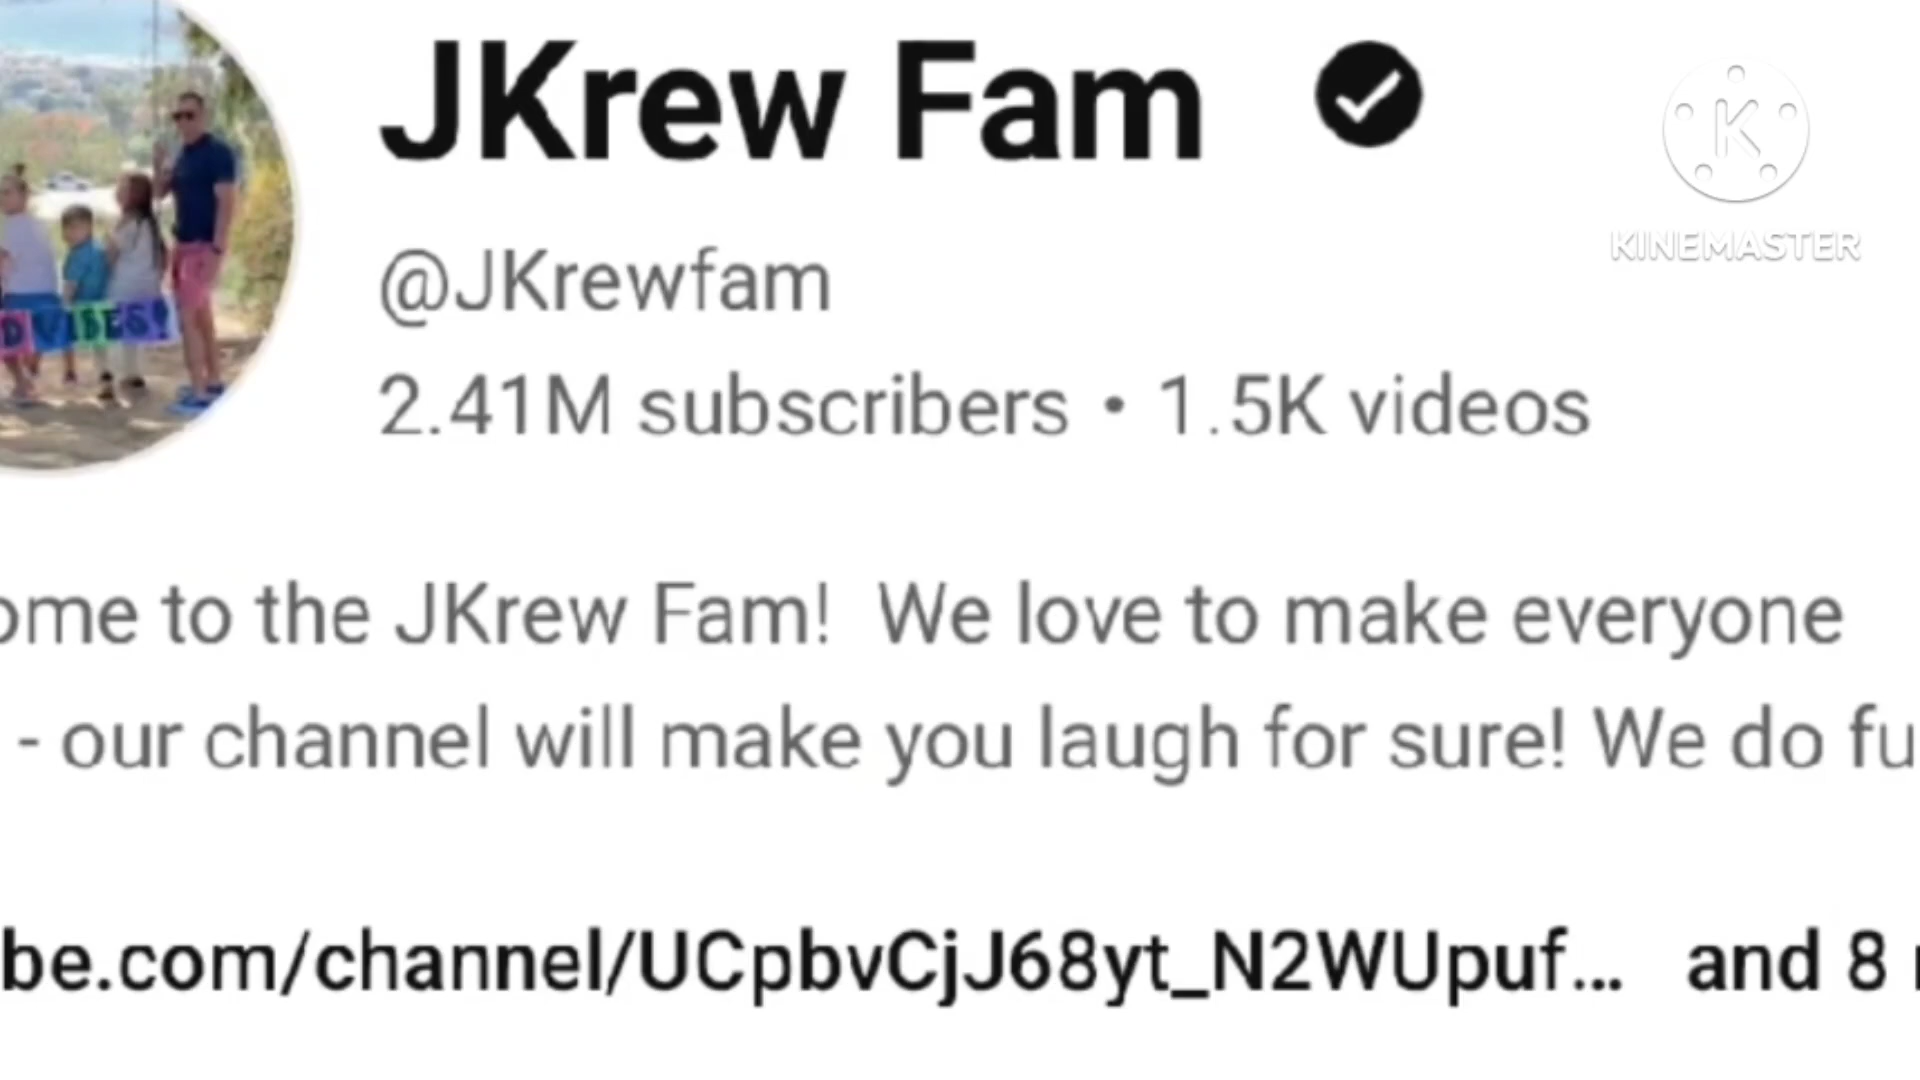 JKrew Fam
K
KINEMASTER
@JKrewfam
2.41M subscribers • 1.5K videos
D VIBES!
ome to the JKrew Fam!  We love to make everyone
- our channel will make you laugh for sure! We do fu
be.com/channel/UCpbvCjJ68yt_N2WUpuf... and 8